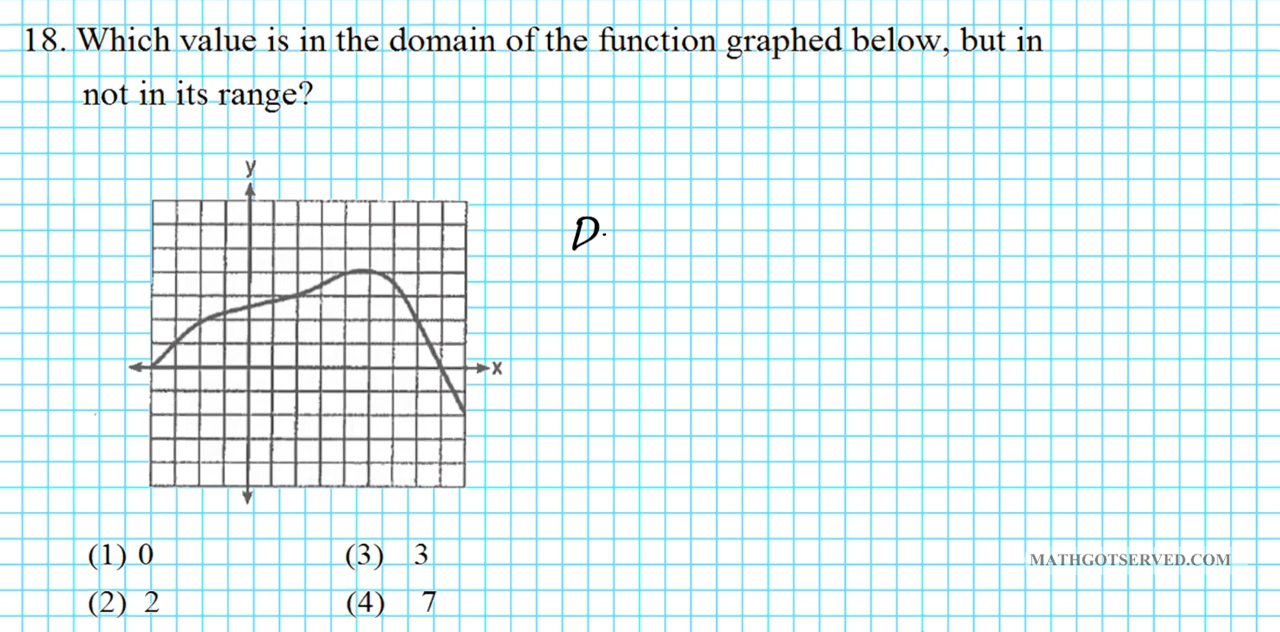 18. Which value is in the domain of the function graphed below, but in
not in its range?
y
D.
x
(1) 0
(3) 3
(2) 2
(4) 7
MATHGOTSERVED.COM